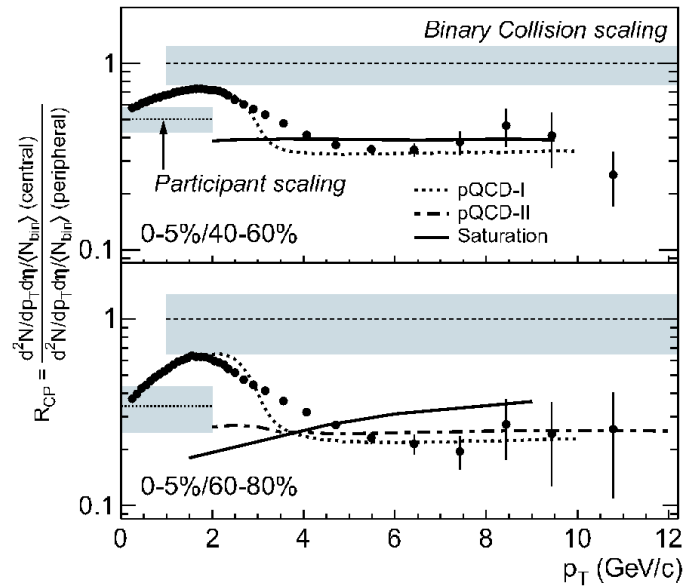 Binary Collision scaling
1
Participant scaling
0-5%/40-60%
pQCD-I
pQCD-II
Saturation
0.1
R_CP = d²N/dp_T dη/⟨N_bin⟩ (central)
d²N/dp_T dη/⟨N_bin⟩ (peripheral)
1
0-5%/60-80%
0.1
0 2 4 6 8 10 12
p_T (GeV/c)